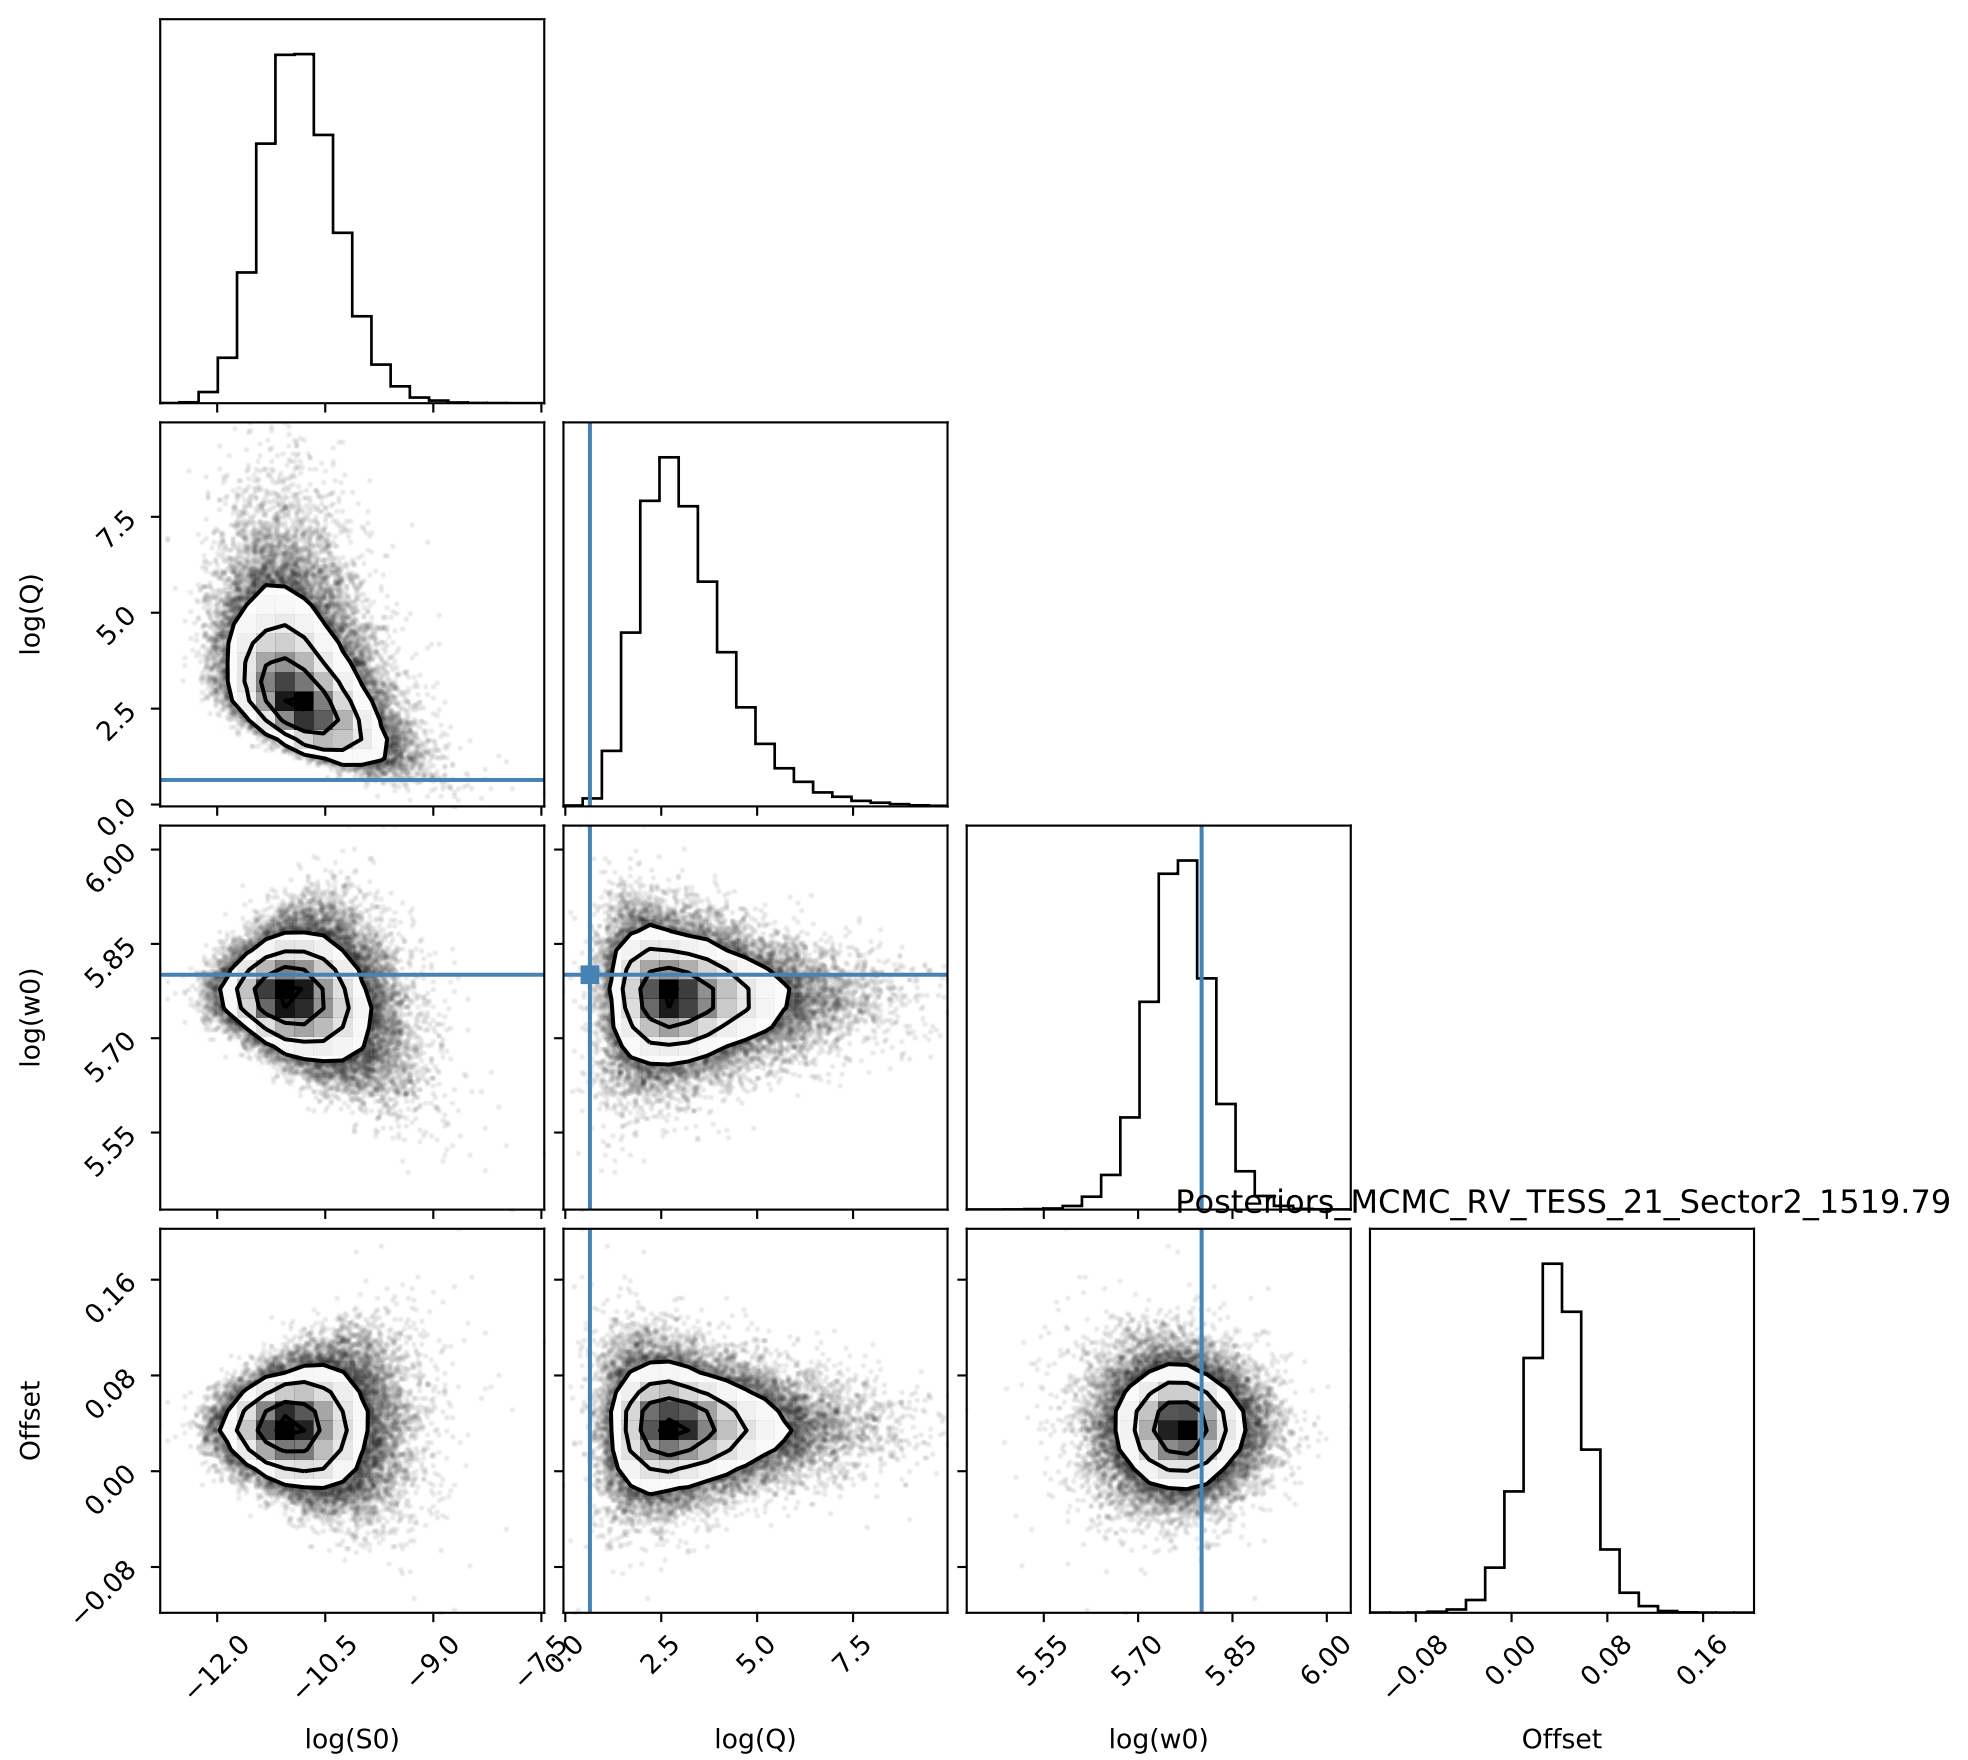 log(Q)
7.5
5.0
2.5
0.0
log(w0)
6.00
5.85
5.70
5.55
Posteriors_MCMC_RV_TESS_21_Sector2_1519.79
Offset
0.16
0.08
0.00
−0.08
−12.0 −10.5 −9.0 −7.5 0.0 2.5 5.0 7.5 5.55 5.70 5.85 6.00 −0.08 0.00 0.08 0.16
log(S0) log(Q) log(w0) Offset